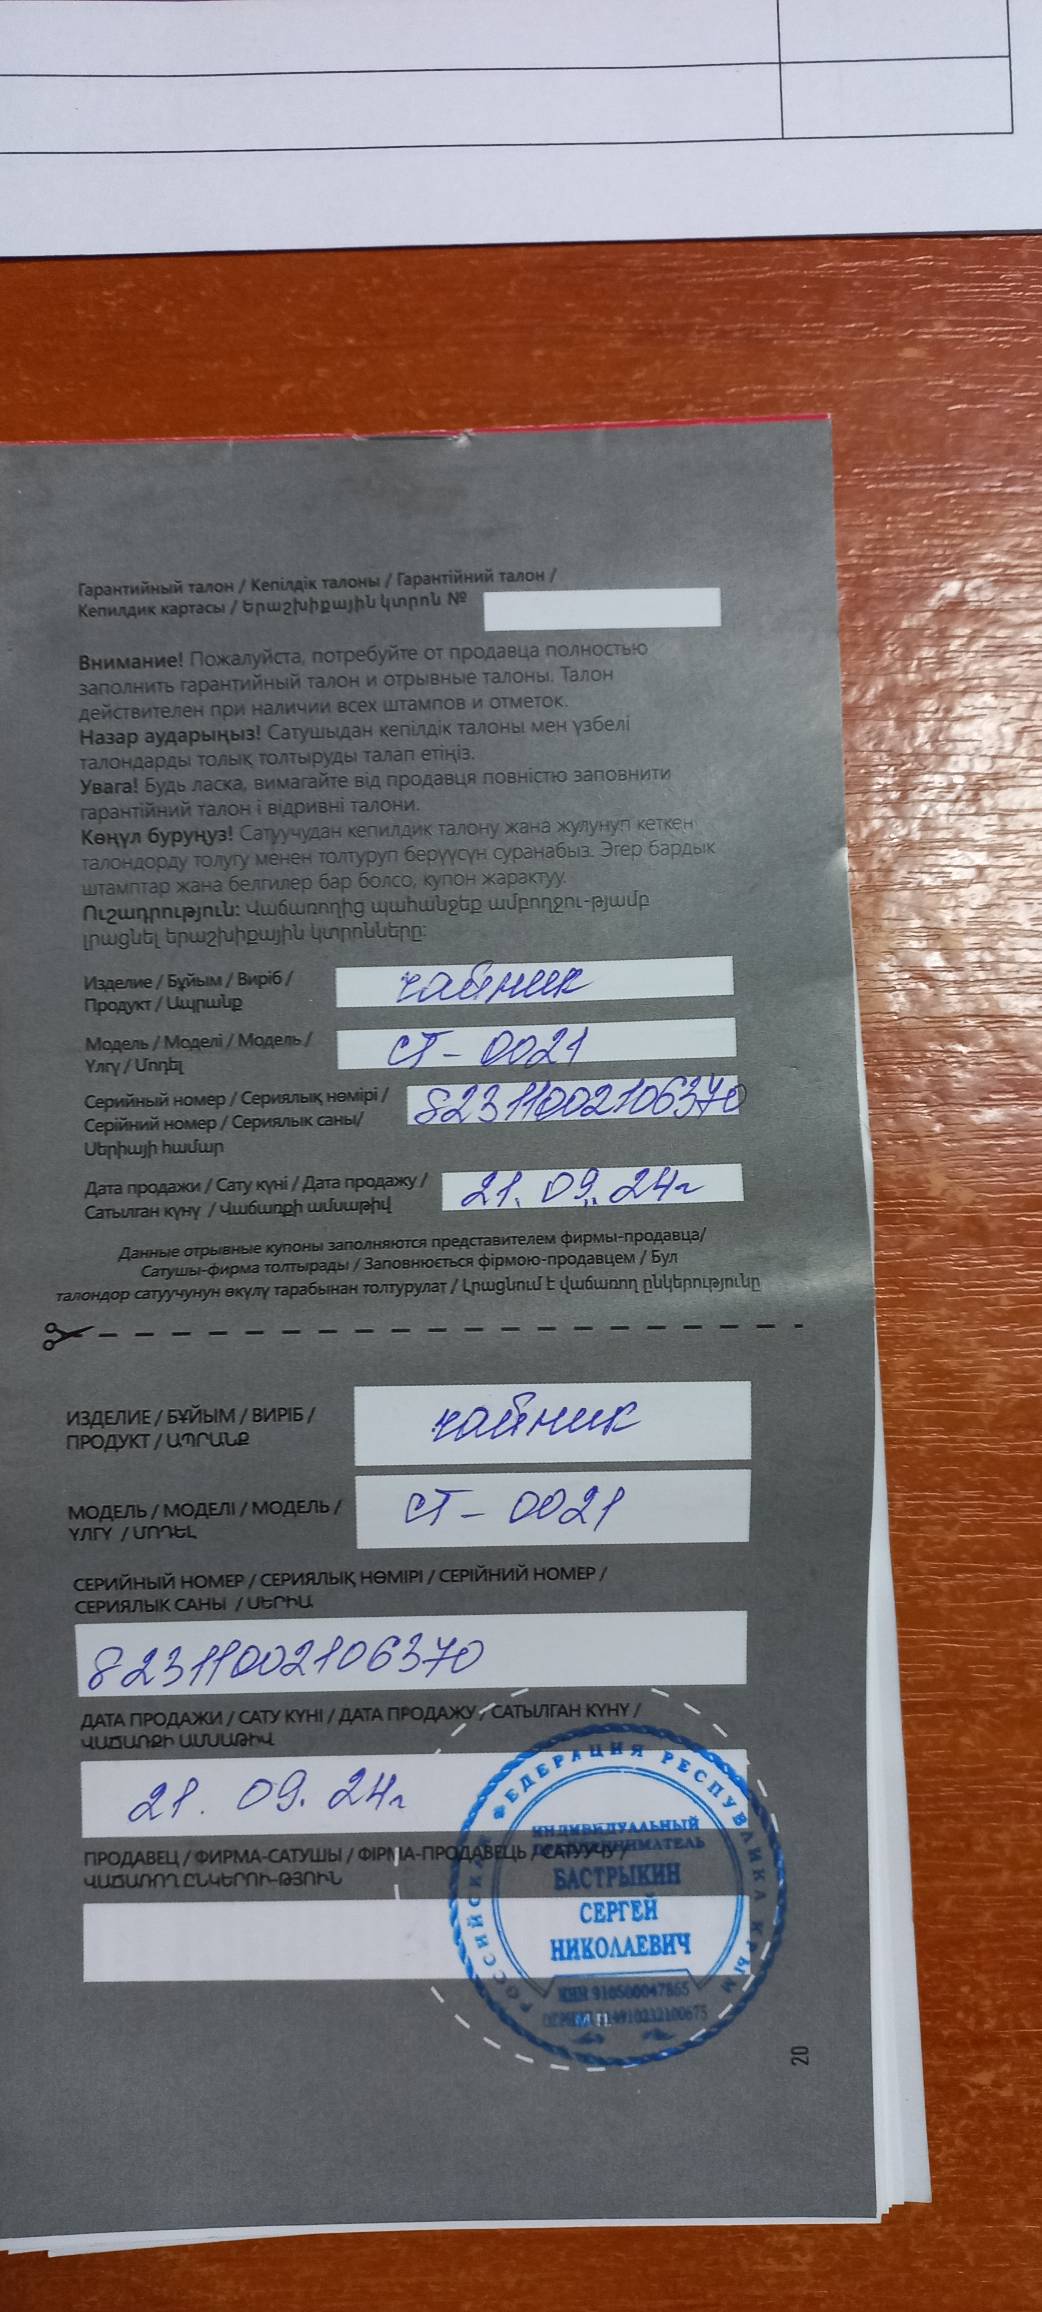 Гарантийный талон / Кепілдік талоны / Гарантійний талон /
Кепилдик картасы / Երաշխիքային կտրոն №
Внимание! Пожалуйста, потребуйте от продавца полностью
заполнить гарантийный талон и отрывные талоны. Талон
действителен при наличии всех штампов и отметок.
Назар аударыңыз! Сатушыдан кепілдік талоны мен үзбелі
талондарды толық толтыруды талап етіңіз.
Увага! Будь ласка, вимагайте від продавця повністю заповнити
гарантійний талон і відривні талони.
Көңүл буруңуз! Сатуучудан кепилдик талону жана жулунуп кеткен
талондорду толугу менен толтуруп берүүсүн суранабыз. Эгер бардык
штамптар жана белгилер бар болсо, купон жарактуу.
Ուշադրություն: Վաճառողից պահանջեք ամբողջու-թյամբ
լրացնել երաշխիքային կտրոնները:
Изделие / Бұйым / Виріб /
Продукт / Ապրանք
чайник
Модель / Моделі / Модель /
Үлгү / Մոդել
СТ-0021
Серийный номер / Сериялық нөмірі /
Серійний номер / Сериялык саны/
Սերիայի համար
82311002106370
Дата продажи / Сату күні / Дата продажу /
Сатылган күнү / Վաճառքի ամսաթիվ
21.09.24г
Данные отрывные купоны заполняются представителем фирмы-продавца/
Сатушы-фирма толтырады / Заповнюється фірмою-продавцем / Бул
талондор сатуучунун өкүлү тарабынан толтурулат / Լրացնում է վաճառող ընկերությունը
ИЗДЕЛИЕ / БҰЙЫМ / ВИРІБ /
ПРОДУКТ / ԱՊՐԱՆՔ
чайник
МОДЕЛЬ / МОДЕЛІ / МОДЕЛЬ /
ҮЛГҮ / ՄՈԴԵԼ
СТ-0021
СЕРИЙНЫЙ НОМЕР / СЕРИЯЛЫҚ НӨМІРІ / СЕРІЙНИЙ НОМЕР /
СЕРИЯЛЫК САНЫ / ՍԵՐԻԱ
82311002106370
ДАТА ПРОДАЖИ / САТУ КҮНІ / ДАТА ПРОДАЖУ / САТЫЛГАН КҮНҮ /
ՎԱՃԱՌՔԻ ԱՄՍԱԹԻՎ
21.09.24г
ПРОДАВЕЦ / ФИРМА-САТУШЫ / ФІРМА-ПРОДАВЕЦЬ / САТУУЧУ /
ՎԱՃԱՌՈՂ ԸՆԿԵՐՈՒ-ԹՅՈՒՆ
РОССИЙСКАЯ ФЕДЕРАЦИЯ РЕСПУБЛИКА КРЫМ
ИНДИВИДУАЛЬНЫЙ
ПРЕДПРИНИМАТЕЛЬ
БАСТРЫКИН
СЕРГЕЙ
НИКОЛАЕВИЧ
ИНН 910500047865
ОГРНИП
20